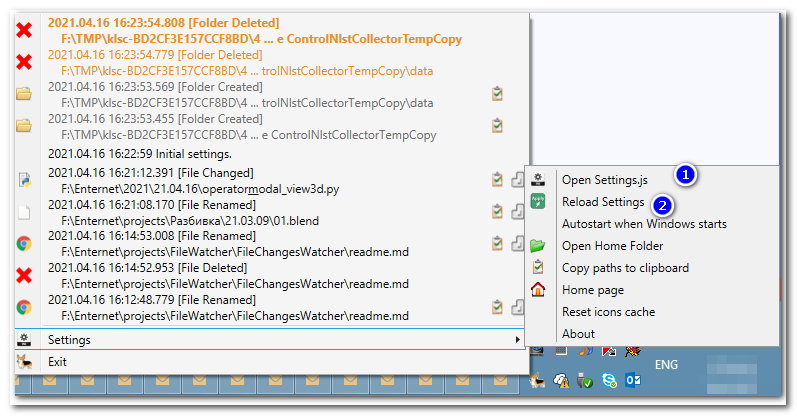 2021.04.16 16:23:54.808 [Folder Deleted]
F:\TMP\klsc-BD2CF3E157CCF8BD\4 ... e ControlNlstCollectorTempCopy
2021.04.16 16:23:54.779 [Folder Deleted]
F:\TMP\klsc-BD2CF3E157CCF8BD\4 ... trolNlstCollectorTempCopy\data
2021.04.16 16:23:53.569 [Folder Created]
F:\TMP\klsc-BD2CF3E157CCF8BD\4 ... trolNlstCollectorTempCopy\data
2021.04.16 16:23:53.455 [Folder Created]
F:\TMP\klsc-BD2CF3E157CCF8BD\4 ... e ControlNlstCollectorTempCopy
2021.04.16 16:22:59 Initial settings.
2021.04.16 16:21:12.391 [File Changed]
F:\Enternet\2021\21.04.16\operatormodal_view3d.py
2021.04.16 16:21:08.170 [File Renamed]
F:\Enternet\projects\Разбивка\21.03.09\01.blend
2021.04.16 16:14:53.008 [File Renamed]
F:\Enternet\projects\FileWatcher\FileChangesWatcher\readme.md
2021.04.16 16:14:52.953 [File Deleted]
F:\Enternet\projects\FileWatcher\FileChangesWatcher\readme.md
2021.04.16 16:12:48.779 [File Renamed]
F:\Enternet\projects\FileWatcher\FileChangesWatcher\readme.md
Settings
Exit
Open Settings.js
1
Reload Settings
2
Autostart when Windows starts
Open Home Folder
Copy paths to clipboard
Home page
Reset icons cache
About
ENG